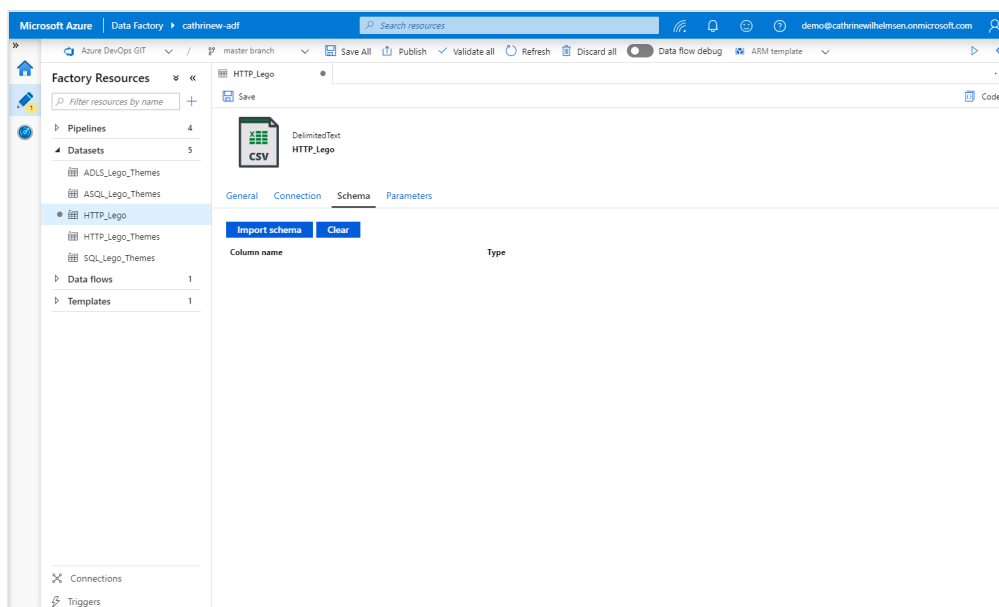 Microsoft Azure Data Factory cathrinew-adf Search resources demo@cathrinewilhelmsen.onmicrosoft.com
» Azure DevOps GIT / master branch Save All Publish Validate all Refresh Discard all Data flow debug ARM template
Factory Resources « HTTP_Lego
Filter resources by name + Save Code
1
Pipelines 4
DelimitedText
HTTP_Lego
CSV
Datasets 5
ADLS_Lego_Themes
ASQL_Lego_Themes
General Connection Schema Parameters
HTTP_Lego
HTTP_Lego_Themes
Import schema Clear
SQL_Lego_Themes
Column name Type
Data flows 1
Templates 1
Connections
Triggers